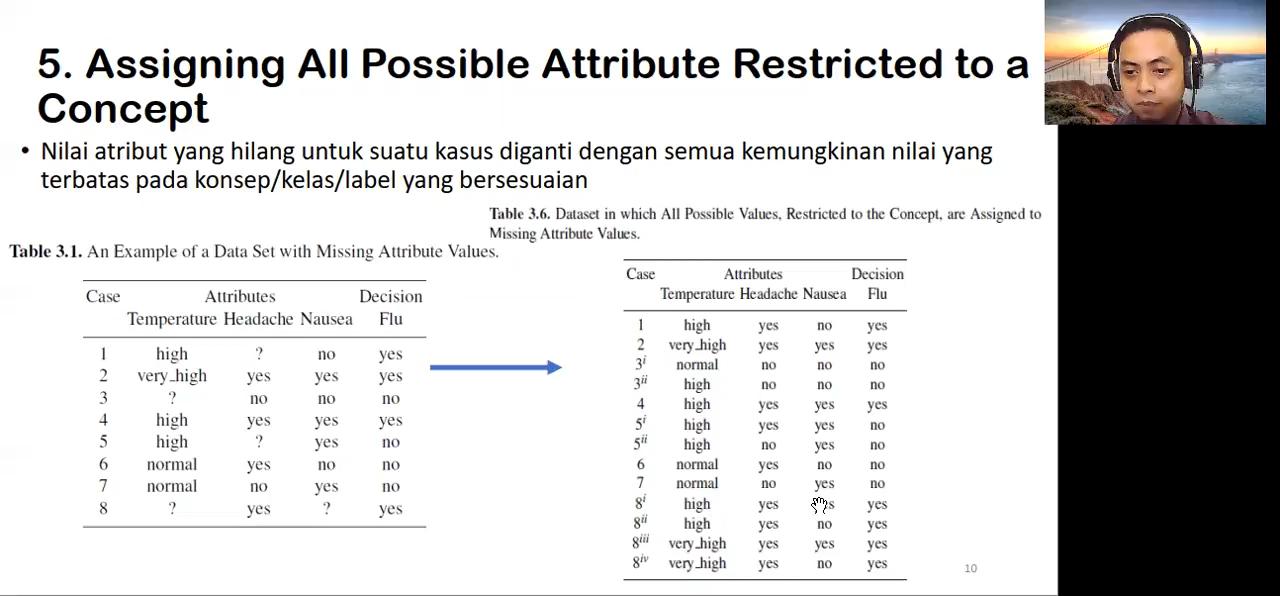 5. Assigning All Possible Attribute Restricted to a
Concept
• Nilai atribut yang hilang untuk suatu kasus diganti dengan semua kemungkinan nilai yang
terbatas pada konsep/kelas/label yang bersesuaian
Table 3.1. An Example of a Data Set with Missing Attribute Values.
Case Attributes Decision
Temperature Headache Nausea Flu
1 high ? no yes
2 very_high yes yes yes
3 ? no no no
4 high yes yes yes
5 high ? yes no
6 normal yes no no
7 normal no yes no
8 ? yes ? yes
Table 3.6. Dataset in which All Possible Values, Restricted to the Concept, are Assigned to
Missing Attribute Values.
Case Attributes Decision
Temperature Headache Nausea Flu
1 high yes no yes
2 very_high yes yes yes
3i normal no no no
3ii high no no no
4 high yes yes yes
5i high yes yes no
5ii high no yes no
6 normal yes no no
7 normal no yes no
8i high yes yes
8ii high yes no yes
8iii very_high yes yes yes
8iv very_high yes no yes
10